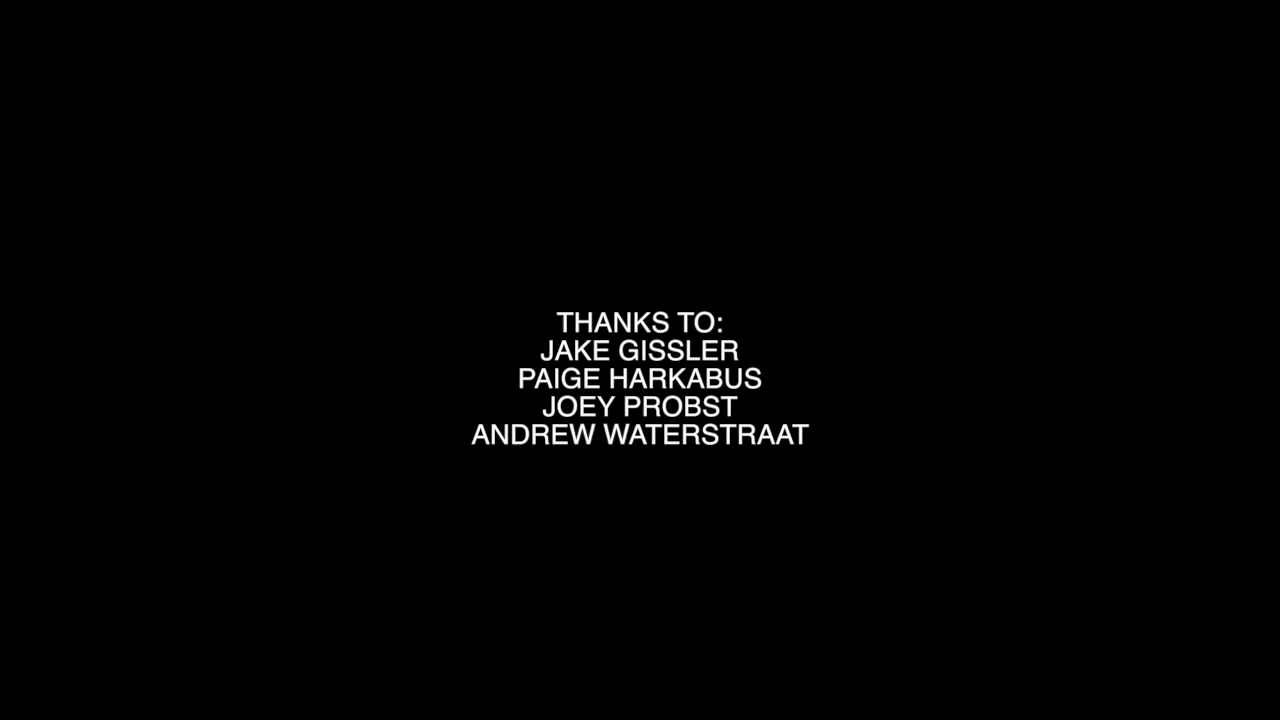 THANKS TO:
JAKE GISSLER
PAIGE HARKABUS
JOEY PROBST
ANDREW WATERSTRAAT